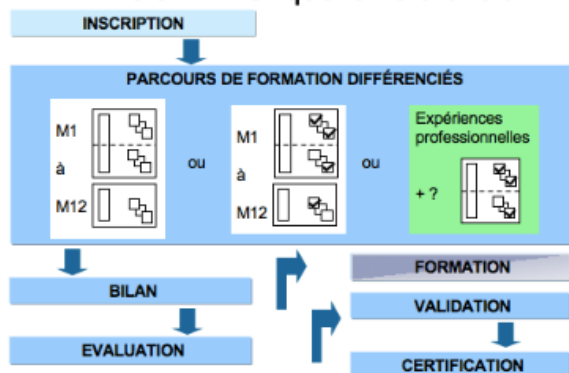 INSCRIPTION
PARCOURS DE FORMATION DIFFÉRENCIÉS
M1
à
M12
ou
M1
à
M12
ou
Expériences
professionnelles
+ ?
BILAN
EVALUATION
FORMATION
VALIDATION
CERTIFICATION